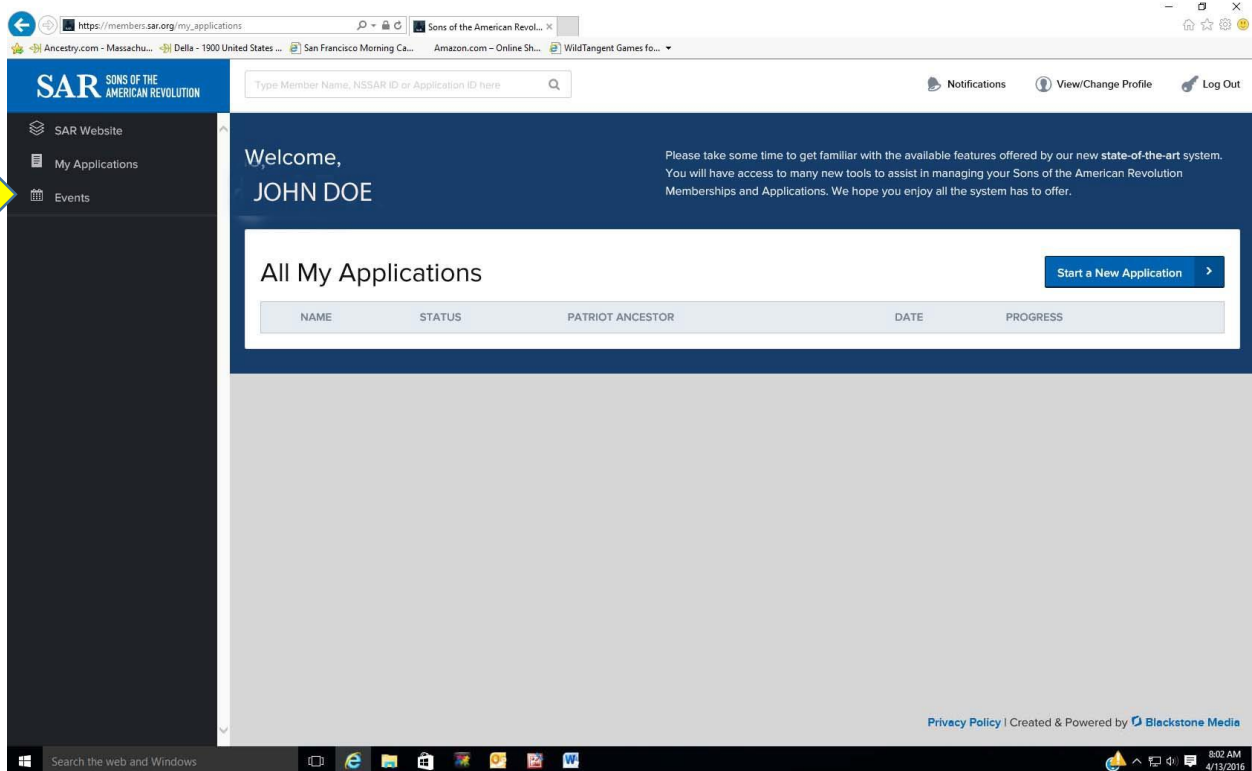 https://members.sar.org/my_applications
Sons of the American Revol...
Ancestry.com - Massachu... Della - 1900 United States ... San Francisco Morning Ca... Amazon.com – Online Sh... WildTangent Games fo...
SAR SONS OF THE AMERICAN REVOLUTION
Type Member Name, NSSAR ID or Application ID here
Notifications View/Change Profile Log Out
SAR Website
My Applications
Events
Welcome,
JOHN DOE
Please take some time to get familiar with the available features offered by our new state-of-the-art system.
You will have access to many new tools to assist in managing your Sons of the American Revolution
Memberships and Applications. We hope you enjoy all the system has to offer.
All My Applications
Start a New Application
NAME STATUS PATRIOT ANCESTOR DATE PROGRESS
Privacy Policy | Created & Powered by Blackstone Media
Search the web and Windows
8:02 AM
4/13/2016